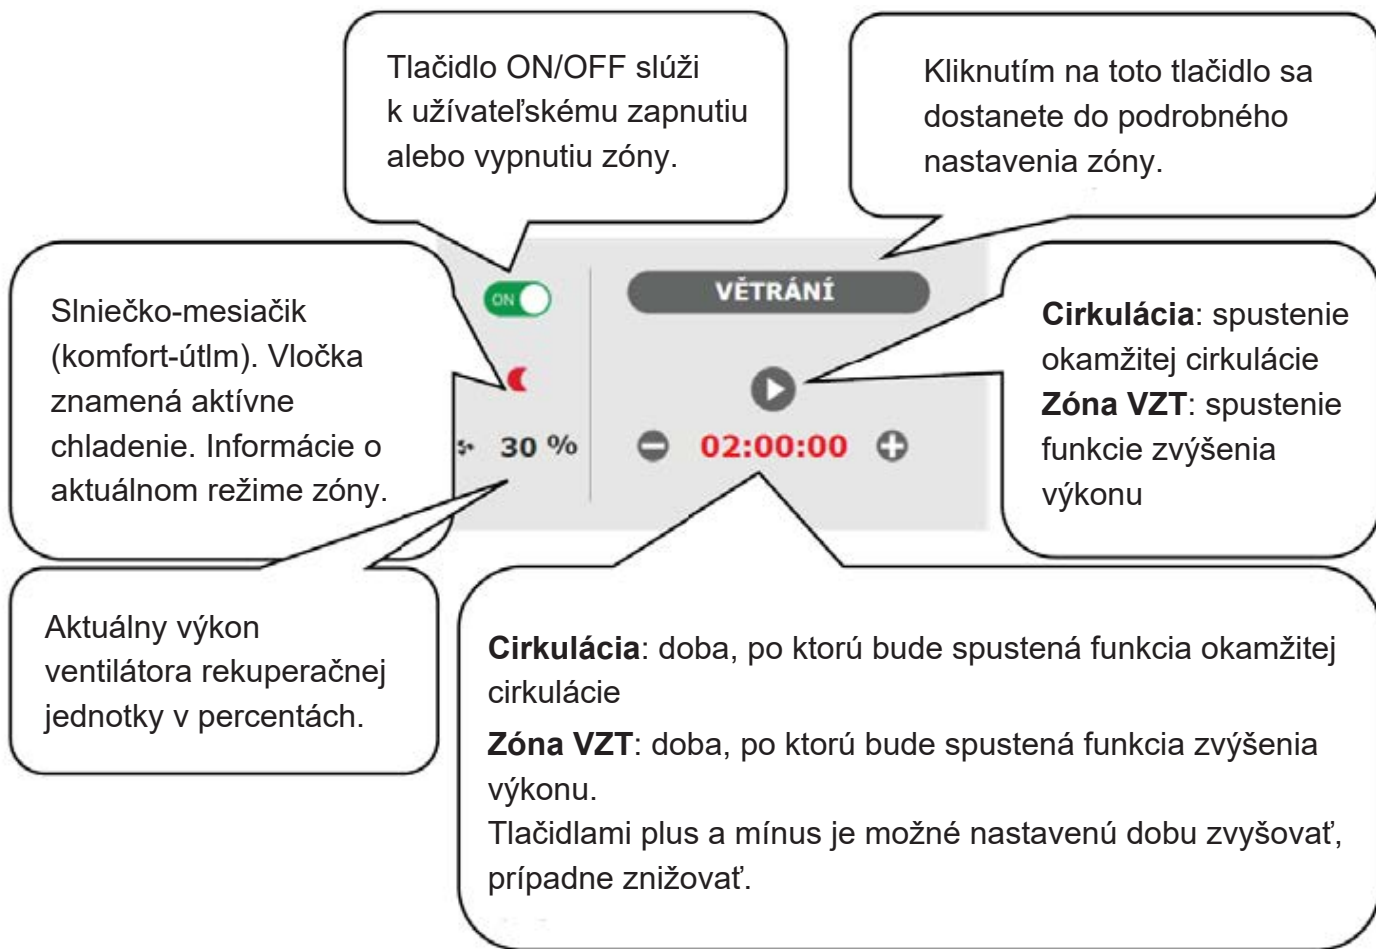 Tlačidlo ON/OFF slúži
k užívateľskému zapnutiu
alebo vypnutiu zóny.
Kliknutím na toto tlačidlo sa
dostanete do podrobného
nastavenia zóny.
Slniečko-mesiačik
(komfort-útlm). Vločka
znamená aktívne
chladenie. Informácie o
aktuálnom režime zóny.
ON
VĚTRÁNÍ
30 %
02:00:00
Cirkulácia: spustenie
okamžitej cirkulácie
Zóna VZT: spustenie
funkcie zvýšenia
výkonu
Aktuálny výkon
ventilátora rekuperačnej
jednotky v percentách.
Cirkulácia: doba, po ktorú bude spustená funkcia okamžitej
cirkulácie
Zóna VZT: doba, po ktorú bude spustená funkcia zvýšenia
výkonu.
Tlačidlami plus a mínus je možné nastavenú dobu zvyšovať,
prípadne znižovať.